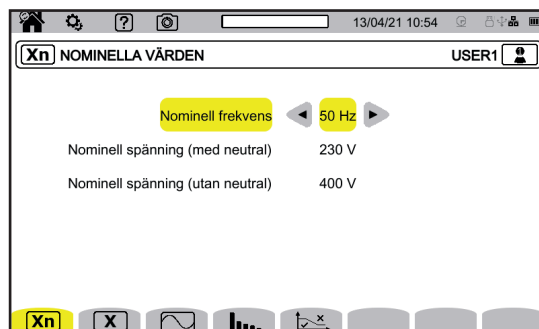 13/04/21 10:54
Xn NOMINELLA VÄRDEN USER1
Nominell frekvens 50 Hz
Nominell spänning (med neutral) 230 V
Nominell spänning (utan neutral) 400 V
Xn X x